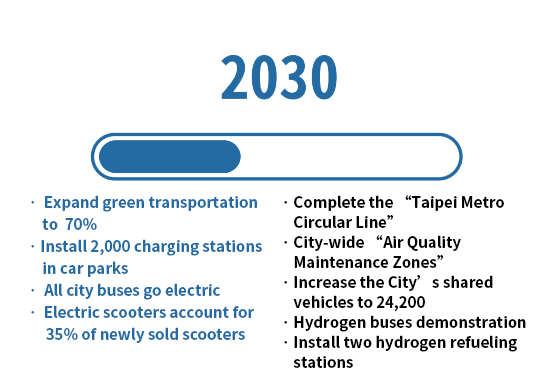 2030
· Expand green transportation
to 70%
· Install 2,000 charging stations
in car parks
· All city buses go electric
· Electric scooters account for
35% of newly sold scooters
· Complete the “Taipei Metro
Circular Line”
· City-wide “Air Quality
Maintenance Zones”
· Increase the City’s shared
vehicles to 24,200
· Hydrogen buses demonstration
· Install two hydrogen refueling
stations